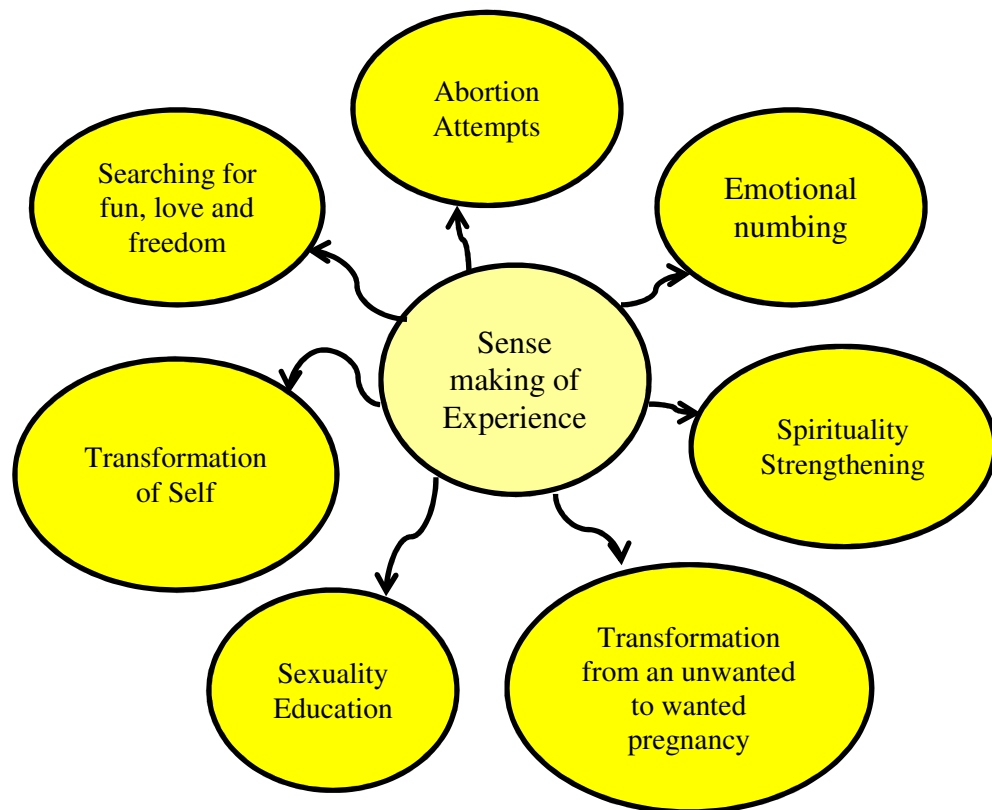 Abortion
Attempts
Searching for
fun, love and
freedom
Emotional
numbing
Sense
making of
Experience
Transformation
of Self
Spirituality
Strengthening
Sexuality
Education
Transformation
from an unwanted
to wanted
pregnancy